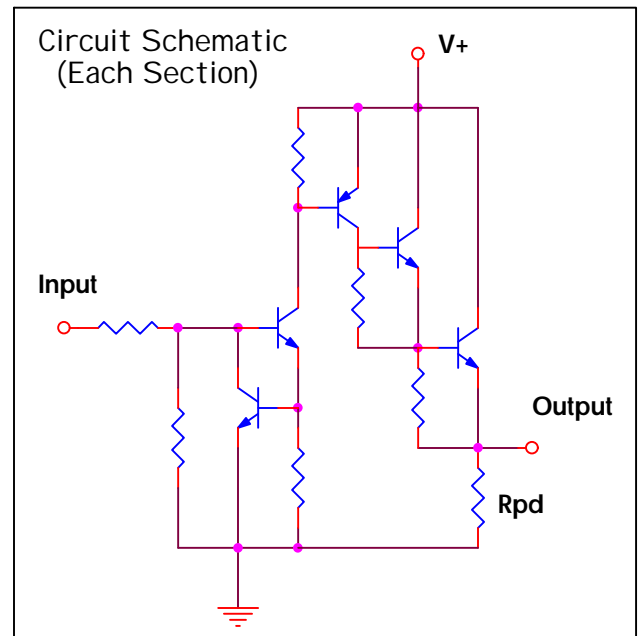 Circuit Schematic
(Each Section)
V+
Input
Output
Rpd